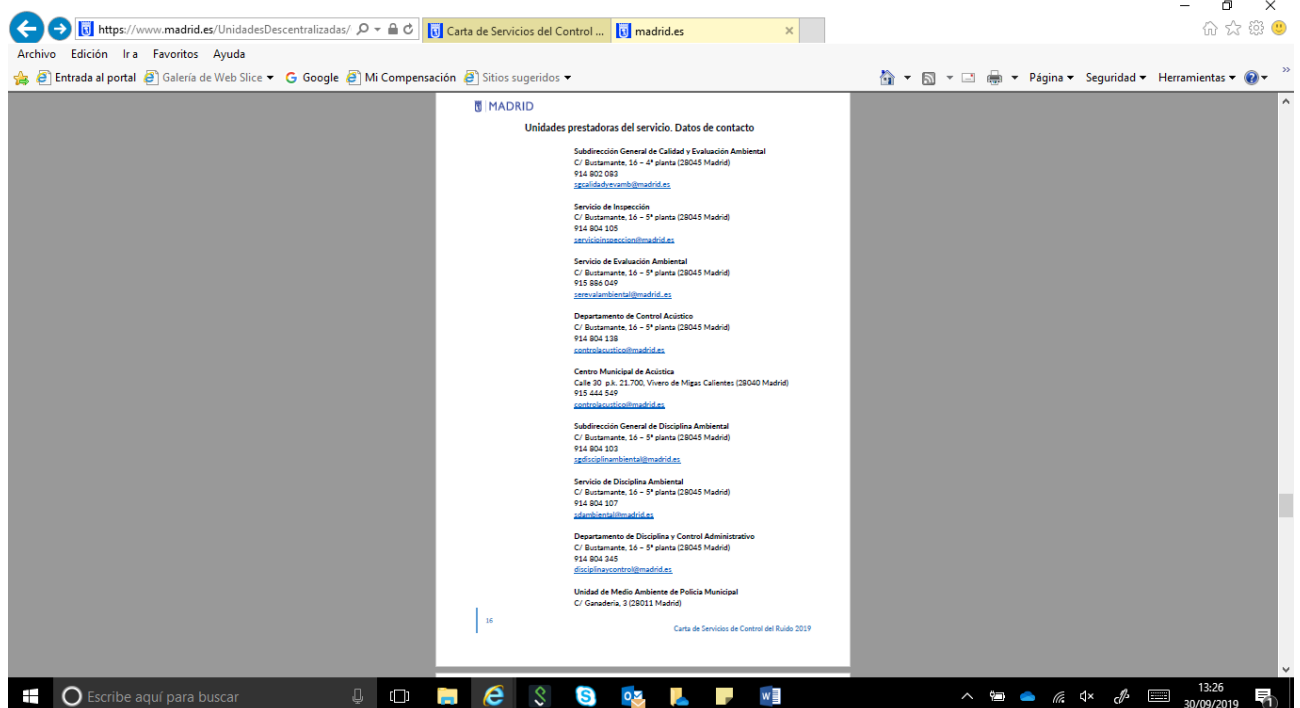 https://www.madrid.es/UnidadesDescentralizadas/
Carta de Servicios del Control ...
madrid.es
Archivo Edición Ir a Favoritos Ayuda
Entrada al portal Galería de Web Slice Google Mi Compensación Sitios sugeridos
Página Seguridad Herramientas
MADRID
Unidades prestadoras del servicio. Datos de contacto
Subdirección General de Calidad y Evaluación Ambiental
C/ Bustamante, 16 – 4ª planta (28045 Madrid)
914 802 083
sgcalidadyevamb@madrid.es
Servicio de Inspección
C/ Bustamante, 16 – 5ª planta (28045 Madrid)
914 804 105
servicioinspeccion@madrid.es
Servicio de Evaluación Ambiental
C/ Bustamante, 16 – 5ª planta (28045 Madrid)
915 886 049
serevalambiental@madrid..es
Departamento de Control Acústico
C/ Bustamante, 16 – 5ª planta (28045 Madrid)
914 804 138
controlacustico@madrid.es
Centro Municipal de Acústica
Calle 30 p.k. 21.700, Vivero de Migas Calientes (28040 Madrid)
915 444 549
controlacustico@madrid.es
Subdirección General de Disciplina Ambiental
C/ Bustamante, 16 – 5ª planta (28045 Madrid)
914 804 103
sgdisciplinambiental@madrid.es
Servicio de Disciplina Ambiental
C/ Bustamante, 16 – 5ª planta (28045 Madrid)
914 804 107
sdambiental@madrid.es
Departamento de Disciplina y Control Administrativo
C/ Bustamante, 16 – 5ª planta (28045 Madrid)
914 804 345
disciplinaycontrol@madrid.es
Unidad de Medio Ambiente de Policía Municipal
C/ Ganadería, 3 (28011 Madrid)
16
Carta de Servicios de Control del Ruido 2019
Escribe aquí para buscar
13:26
30/09/2019